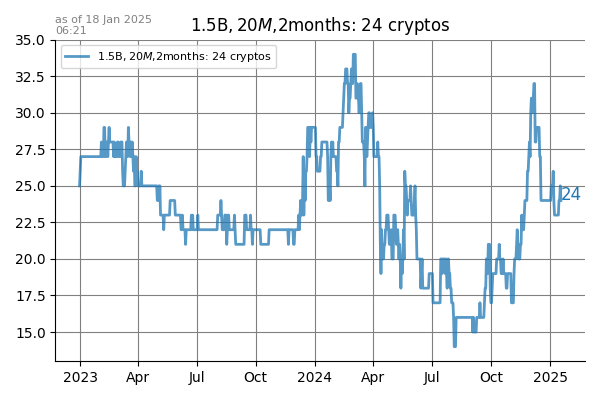 as of 18 Jan 2025
06:21
1.5B, 20M,2months: 24 cryptos
1.5B, 20M,2months: 24 cryptos
35.0
32.5
30.0
27.5
25.0
22.5
20.0
17.5
15.0
24
2023 Apr Jul Oct 2024 Apr Jul Oct 2025